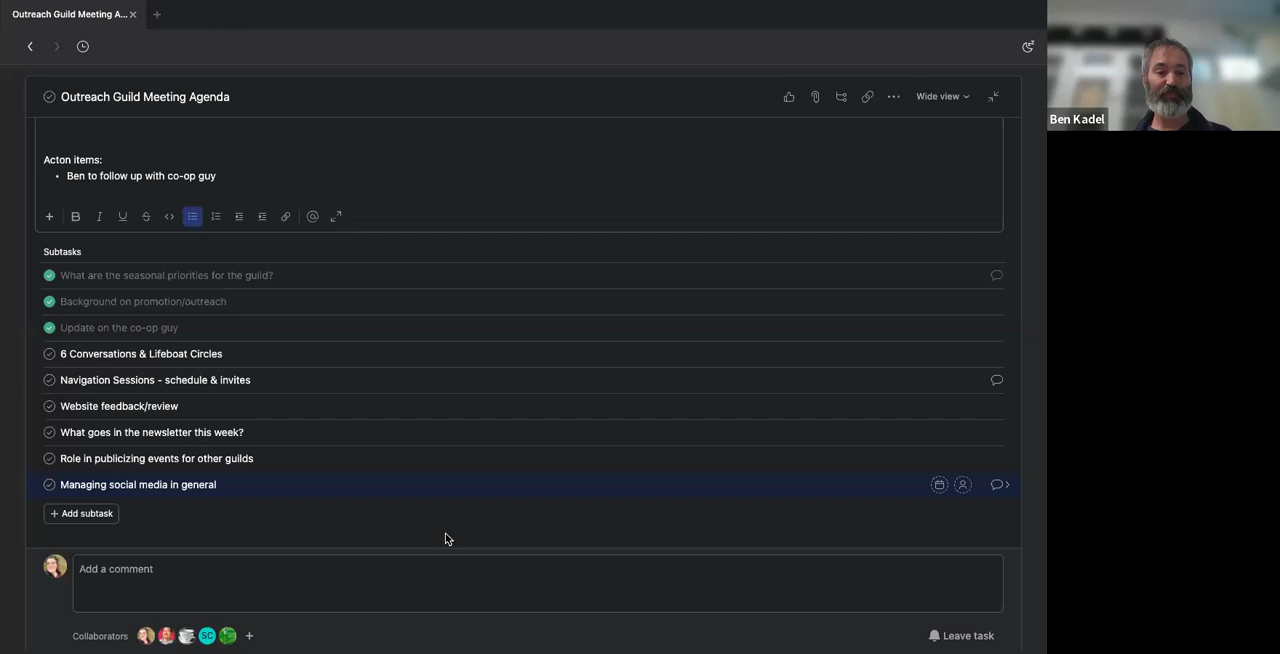 Outreach Guild Meeting A...
Outreach Guild Meeting Agenda
Wide view
Ben Kadel
Acton items:
• Ben to follow up with co-op guy
B I U S
Subtasks
What are the seasonal priorities for the guild?
Background on promotion/outreach
Update on the co-op guy
6 Conversations & Lifeboat Circles
Navigation Sessions - schedule & invites
Website feedback/review
What goes in the newsletter this week?
Role in publicizing events for other guilds
Managing social media in general
+ Add subtask
Add a comment
Collaborators
SC
Leave task